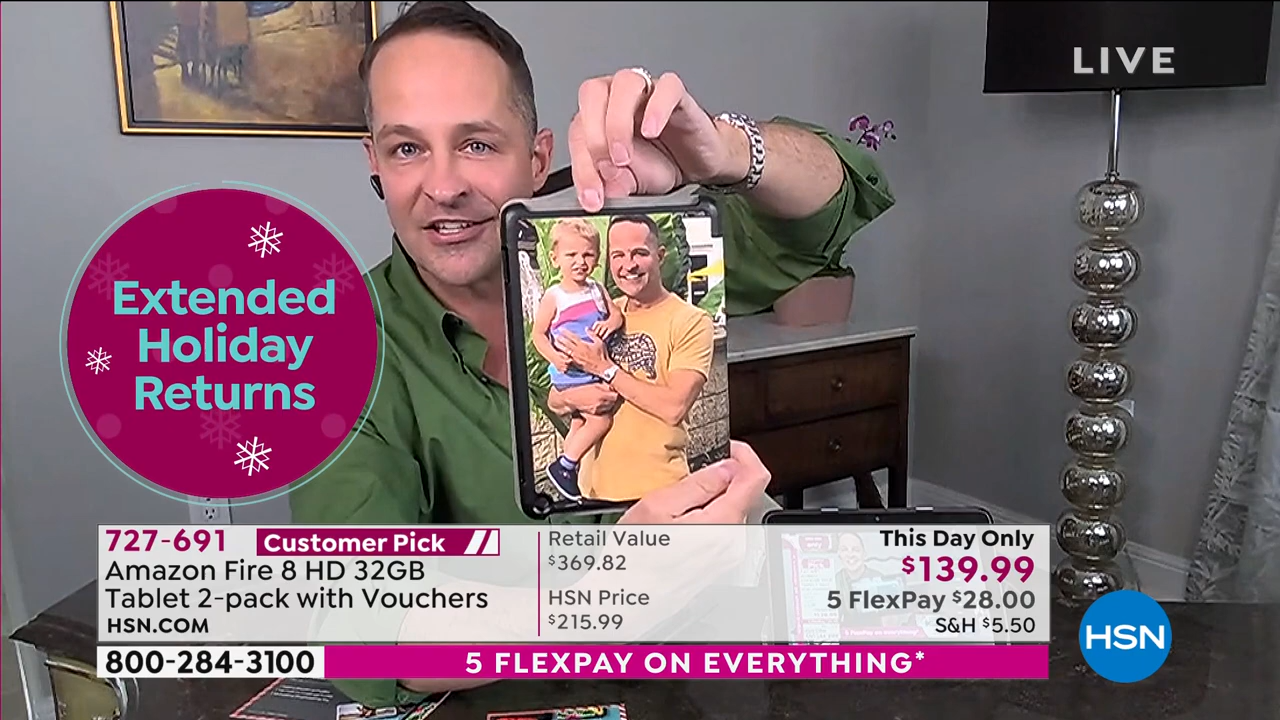 LIVE
Extended
Holiday
Returns
727-691 Customer Pick
Amazon Fire 8 HD 32GB
Tablet 2-pack with Vouchers
HSN.COM
Retail Value
$369.82
HSN Price
$215.99
This Day Only
$139.99
5 FlexPay $28.00
S&H $5.50
HSN
800-284-3100
5 FLEXPAY ON EVERYTHING*